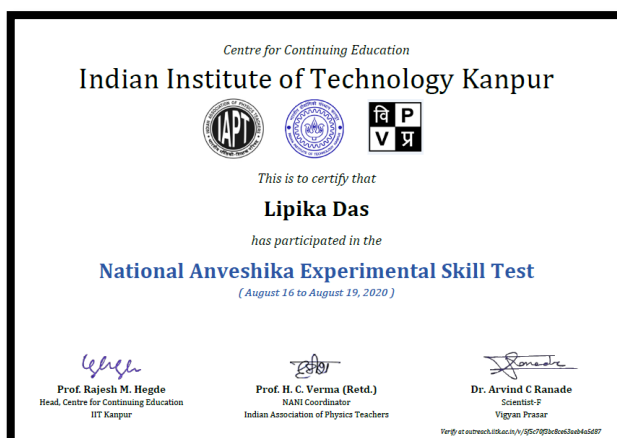 Centre for Continuing Education
Indian Institute of Technology Kanpur
IAPT
वि P
V प्र
This is to certify that
Lipika Das
has participated in the
National Anveshika Experimental Skill Test
( August 16 to August 19, 2020 )
Prof. Rajesh M. Hegde
Head, Centre for Continuing Education
IIT Kanpur
Prof. H. C. Verma (Retd.)
NANI Coordinator
Indian Association of Physics Teachers
Dr. Arvind C Ranade
Scientist-F
Vigyan Prasar